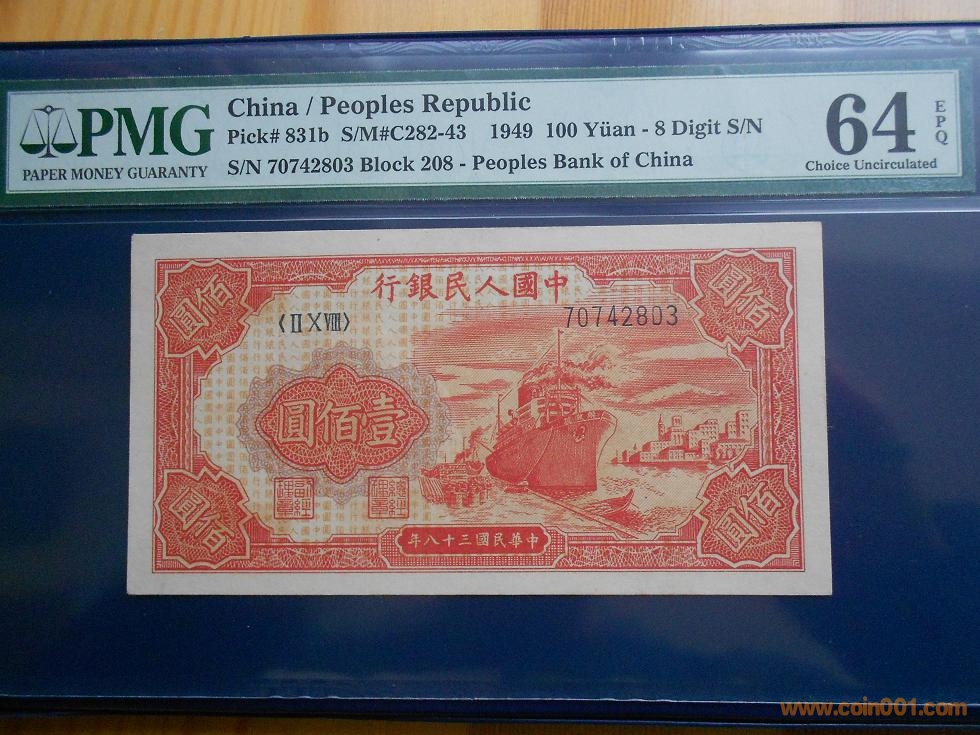 PMG
PAPER MONEY GUARANTY
China / Peoples Republic
Pick# 831b S/M#C282-43 1949 100 Yüan - 8 Digit S/N
S/N 70742803 Block 208 - Peoples Bank of China
64 EPQ
Choice Uncirculated
行銀民人國中
圓佰
圓佰
〈ⅡⅩⅧ〉
70742803
圓佰壹
圓佰
圓佰
年八十三國民華中
www.coin001.com